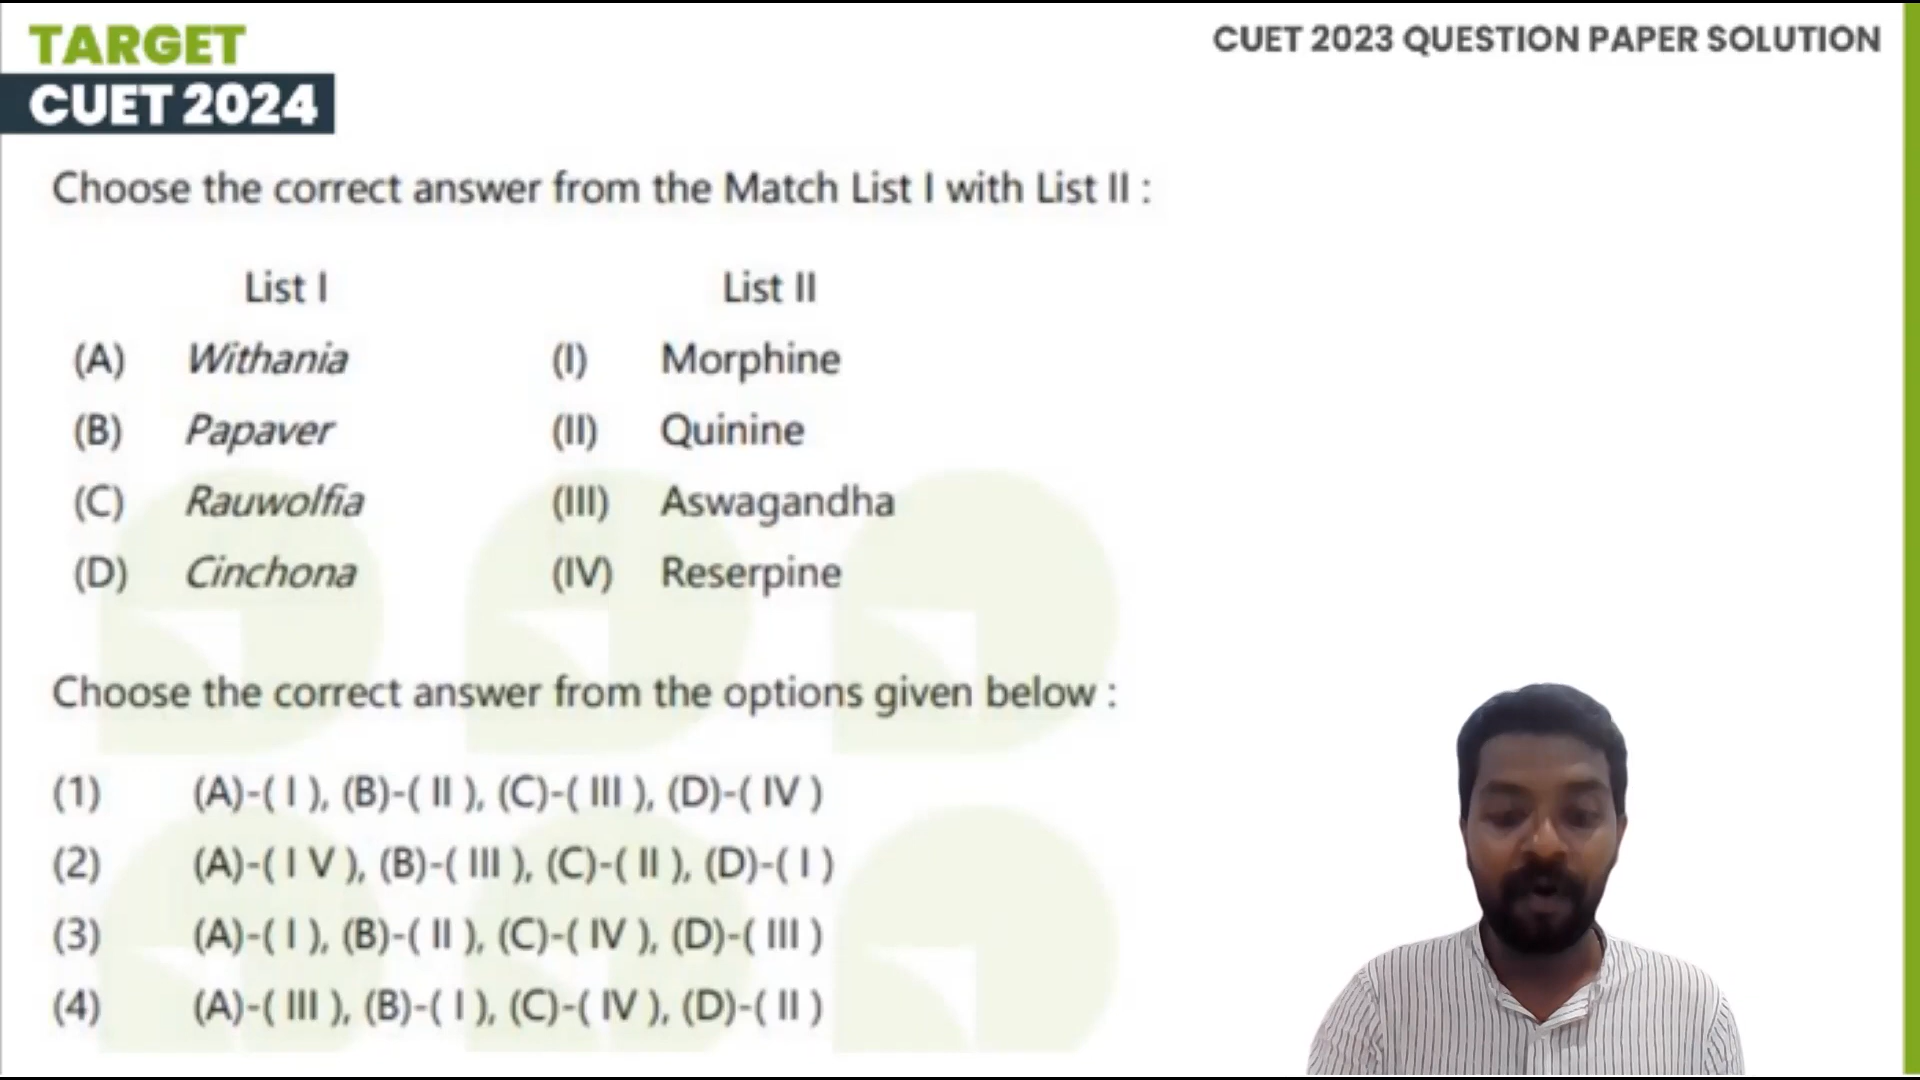 TARGET
CUET 2024
CUET 2023 QUESTION PAPER SOLUTION
Choose the correct answer from the Match List I with List II :
List I List II
(A) Withania (I) Morphine
(B) Papaver (II) Quinine
(C) Rauwolfia (III) Aswagandha
(D) Cinchona (IV) Reserpine
Choose the correct answer from the options given below :
(1) (A)-( I ), (B)-( II ), (C)-( III ), (D)-( IV )
(2) (A)-( I V ), (B)-( III ), (C)-( II ), (D)-( I )
(3) (A)-( I ), (B)-( II ), (C)-( IV ), (D)-( III )
(4) (A)-( III ), (B)-( I ), (C)-( IV ), (D)-( II )